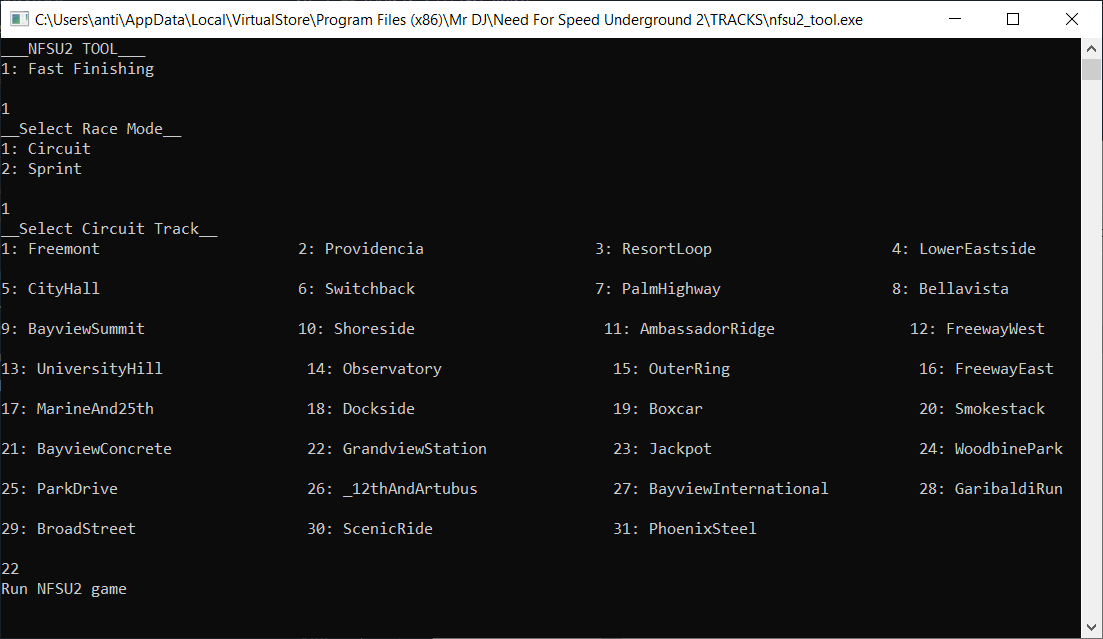 C:\Users\anti\AppData\Local\VirtualStore\Program Files (x86)\Mr DJ\Need For Speed Underground 2\TRACKS\nfsu2_tool.exe
___NFSU2 TOOL___
1: Fast Finishing
1
__Select Race Mode__
1: Circuit
2: Sprint
1
__Select Circuit Track__
1: Freemont 2: Providencia 3: ResortLoop 4: LowerEastside
5: CityHall 6: Switchback 7: PalmHighway 8: Bellavista
9: BayviewSummit 10: Shoreside 11: AmbassadorRidge 12: FreewayWest
13: UniversityHill 14: Observatory 15: OuterRing 16: FreewayEast
17: MarineAnd25th 18: Dockside 19: Boxcar 20: Smokestack
21: BayviewConcrete 22: GrandviewStation 23: Jackpot 24: WoodbinePark
25: ParkDrive 26: _12thAndArtubus 27: BayviewInternational 28: GaribaldiRun
29: BroadStreet 30: ScenicRide 31: PhoenixSteel
22
Run NFSU2 game